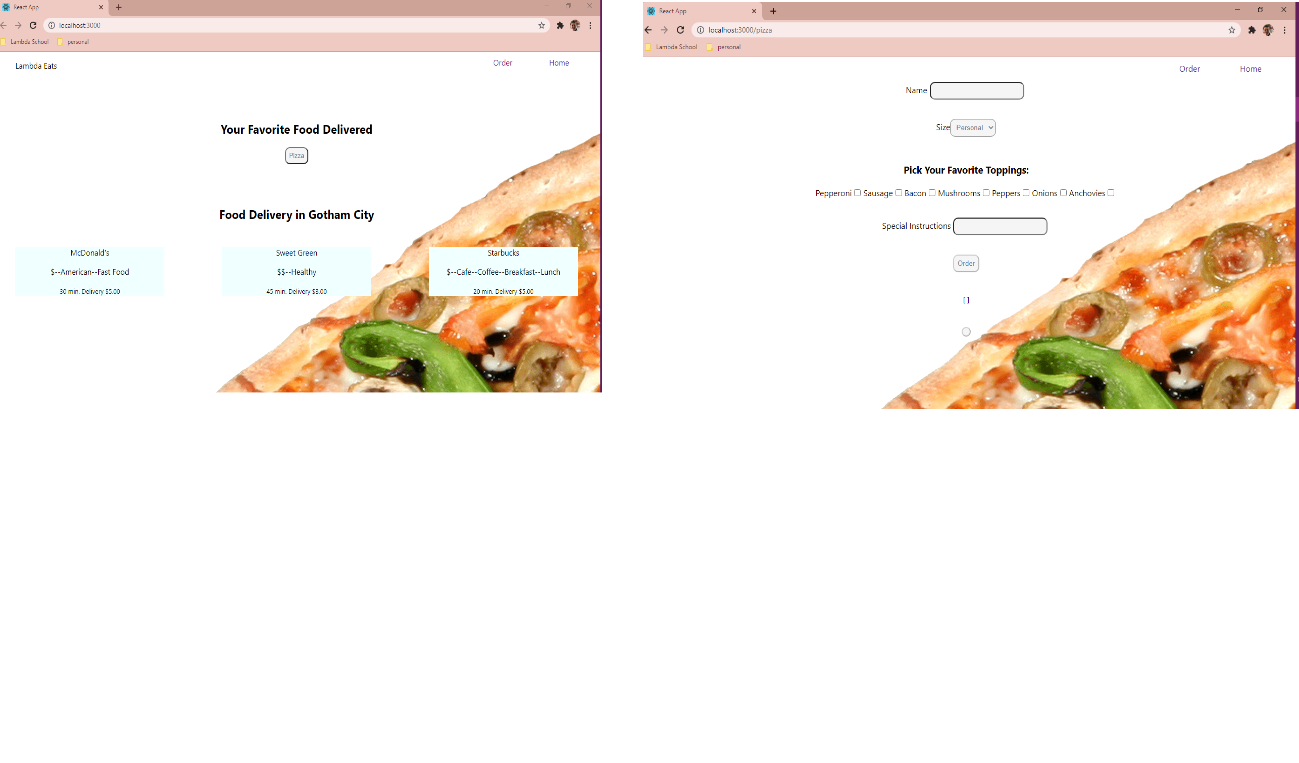 React App
localhost:3000
Lambda School personal
Lambda Eats
Order Home
Your Favorite Food Delivered
Pizza
Food Delivery in Gotham City
McDonald's
$--American--Fast Food
30 min. Delivery $5.00
Sweet Green
$$--Healthy
45 min. Delivery $3.00
Starbucks
$--Cafe--Coffee--Breakfast--Lunch
20 min. Delivery $5.00
React App
localhost:3000/pizza
Lambda School personal
Order Home
Name
Size Personal
Pick Your Favorite Toppings:
Pepperoni Sausage Bacon Mushrooms Peppers Onions Anchovies
Special Instructions
Order
[]